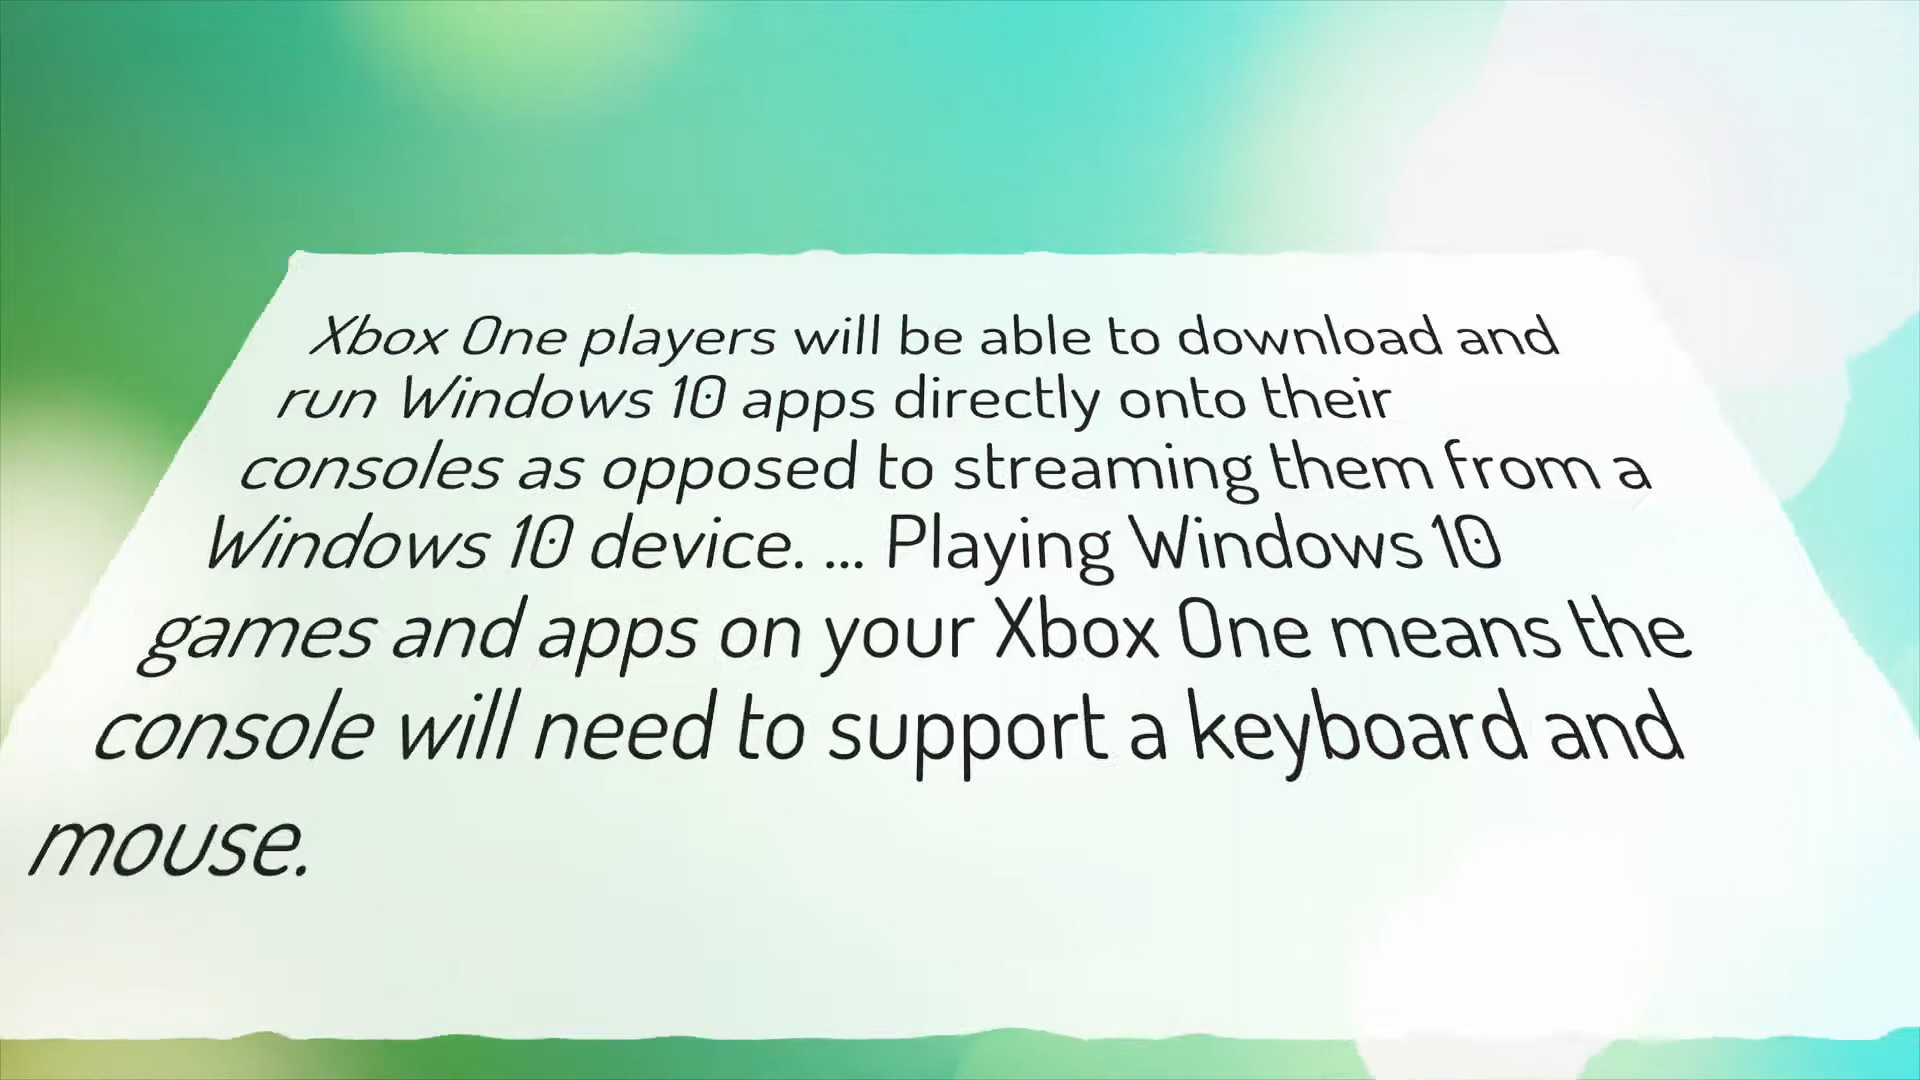 Xbox One players will be able to download and
run Windows 10 apps directly onto their
consoles as opposed to streaming them from a
Windows 10 device. ... Playing Windows 10
games and apps on your Xbox One means the
console will need to support a keyboard and
mouse.